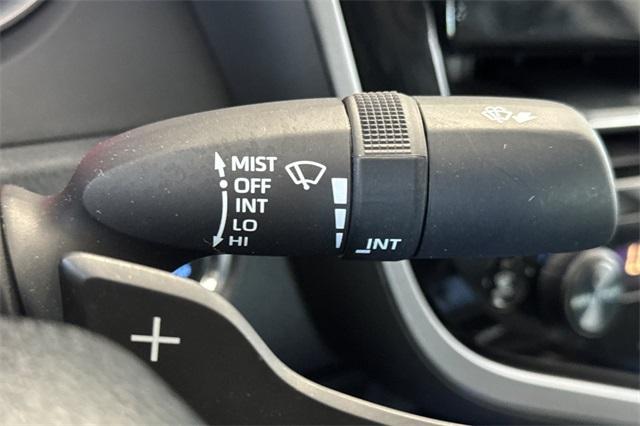 MIST
OFF
INT
LO
HI
INT
+